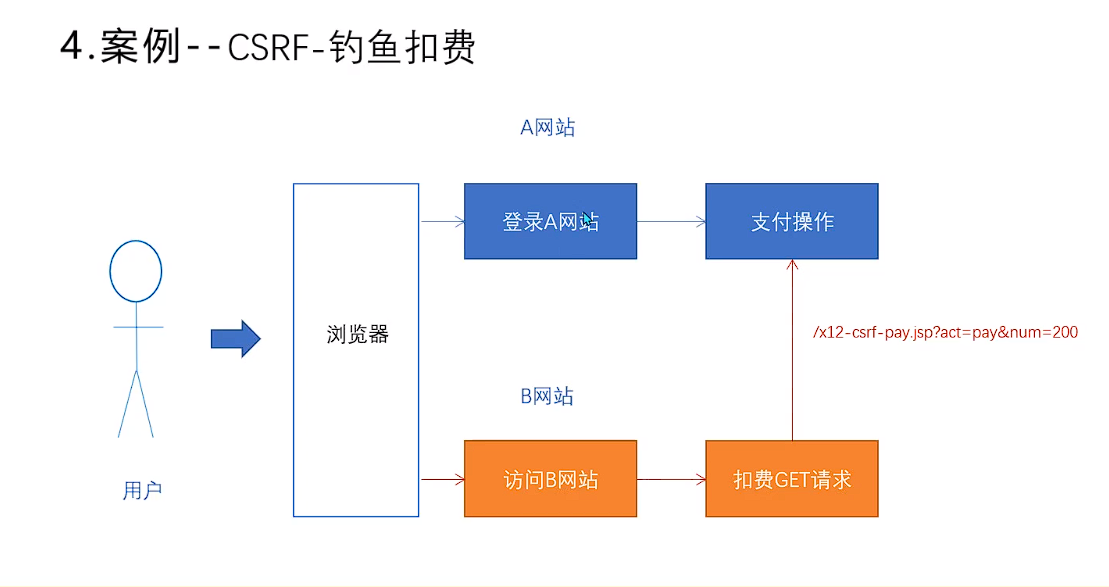 4.案例--CSRF-钓鱼扣费
A网站
登录A网站
支付操作
浏览器
/x12-csrf-pay.jsp?act=pay&num=200
B网站
访问B网站
扣费GET请求
用户